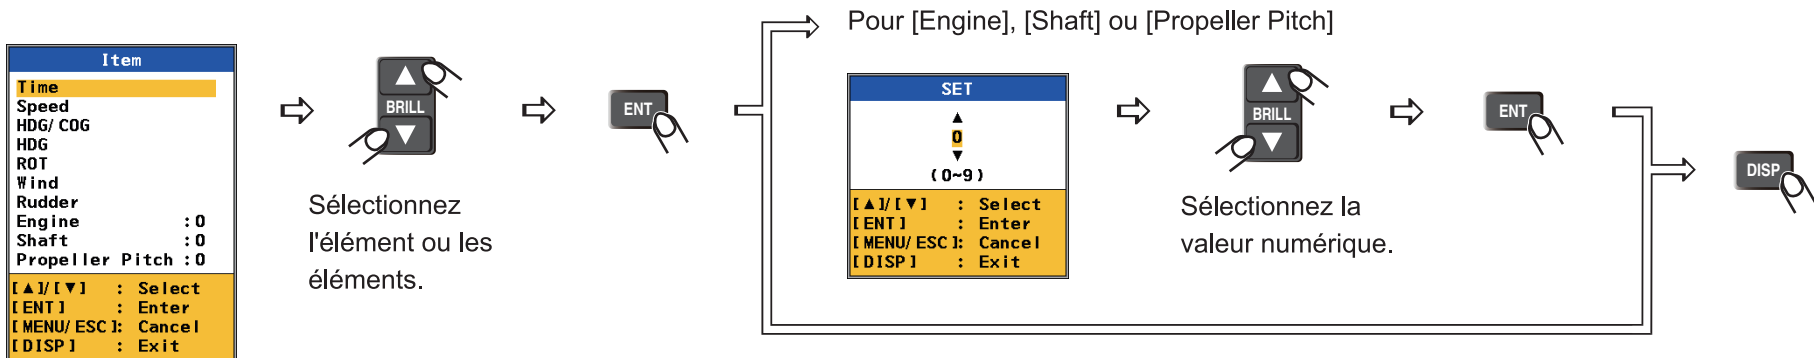 Item
Time
Speed
HDG/COG
HDG
ROT
Wind
Rudder
Engine :0
Shaft :0
Propeller Pitch :0
[▲]/[▼] : Select
[ENT] : Enter
[MENU/ESC]: Cancel
[DISP] : Exit
BRILL
Sélectionnez
l'élément ou les
éléments.
ENT
Pour [Engine], [Shaft] ou [Propeller Pitch]
SET
▲
0
▼
(0~9)
[▲]/[▼] : Select
[ENT] : Enter
[MENU/ESC]: Cancel
[DISP] : Exit
BRILL
Sélectionnez la
valeur numérique.
ENT
DISP